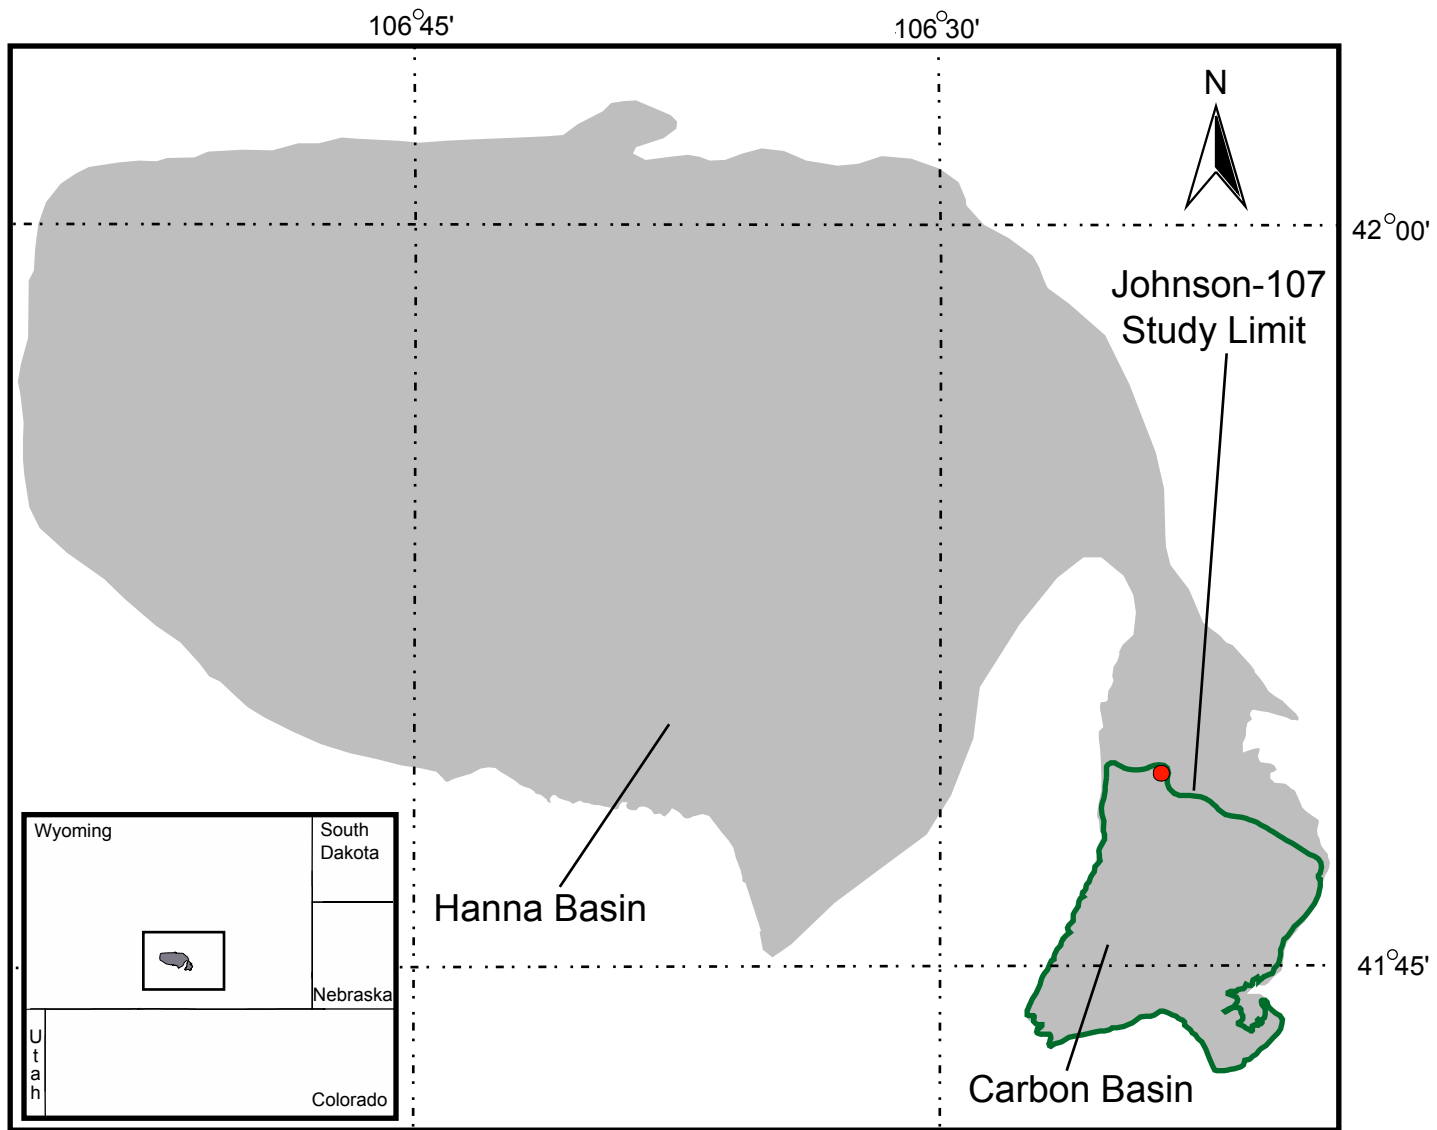 106°45'
106°30'
N
42°00'
Johnson-107
Study Limit
Wyoming
South
Dakota
Hanna Basin
41°45'
Nebraska
U
t
a
h
Colorado
Carbon Basin